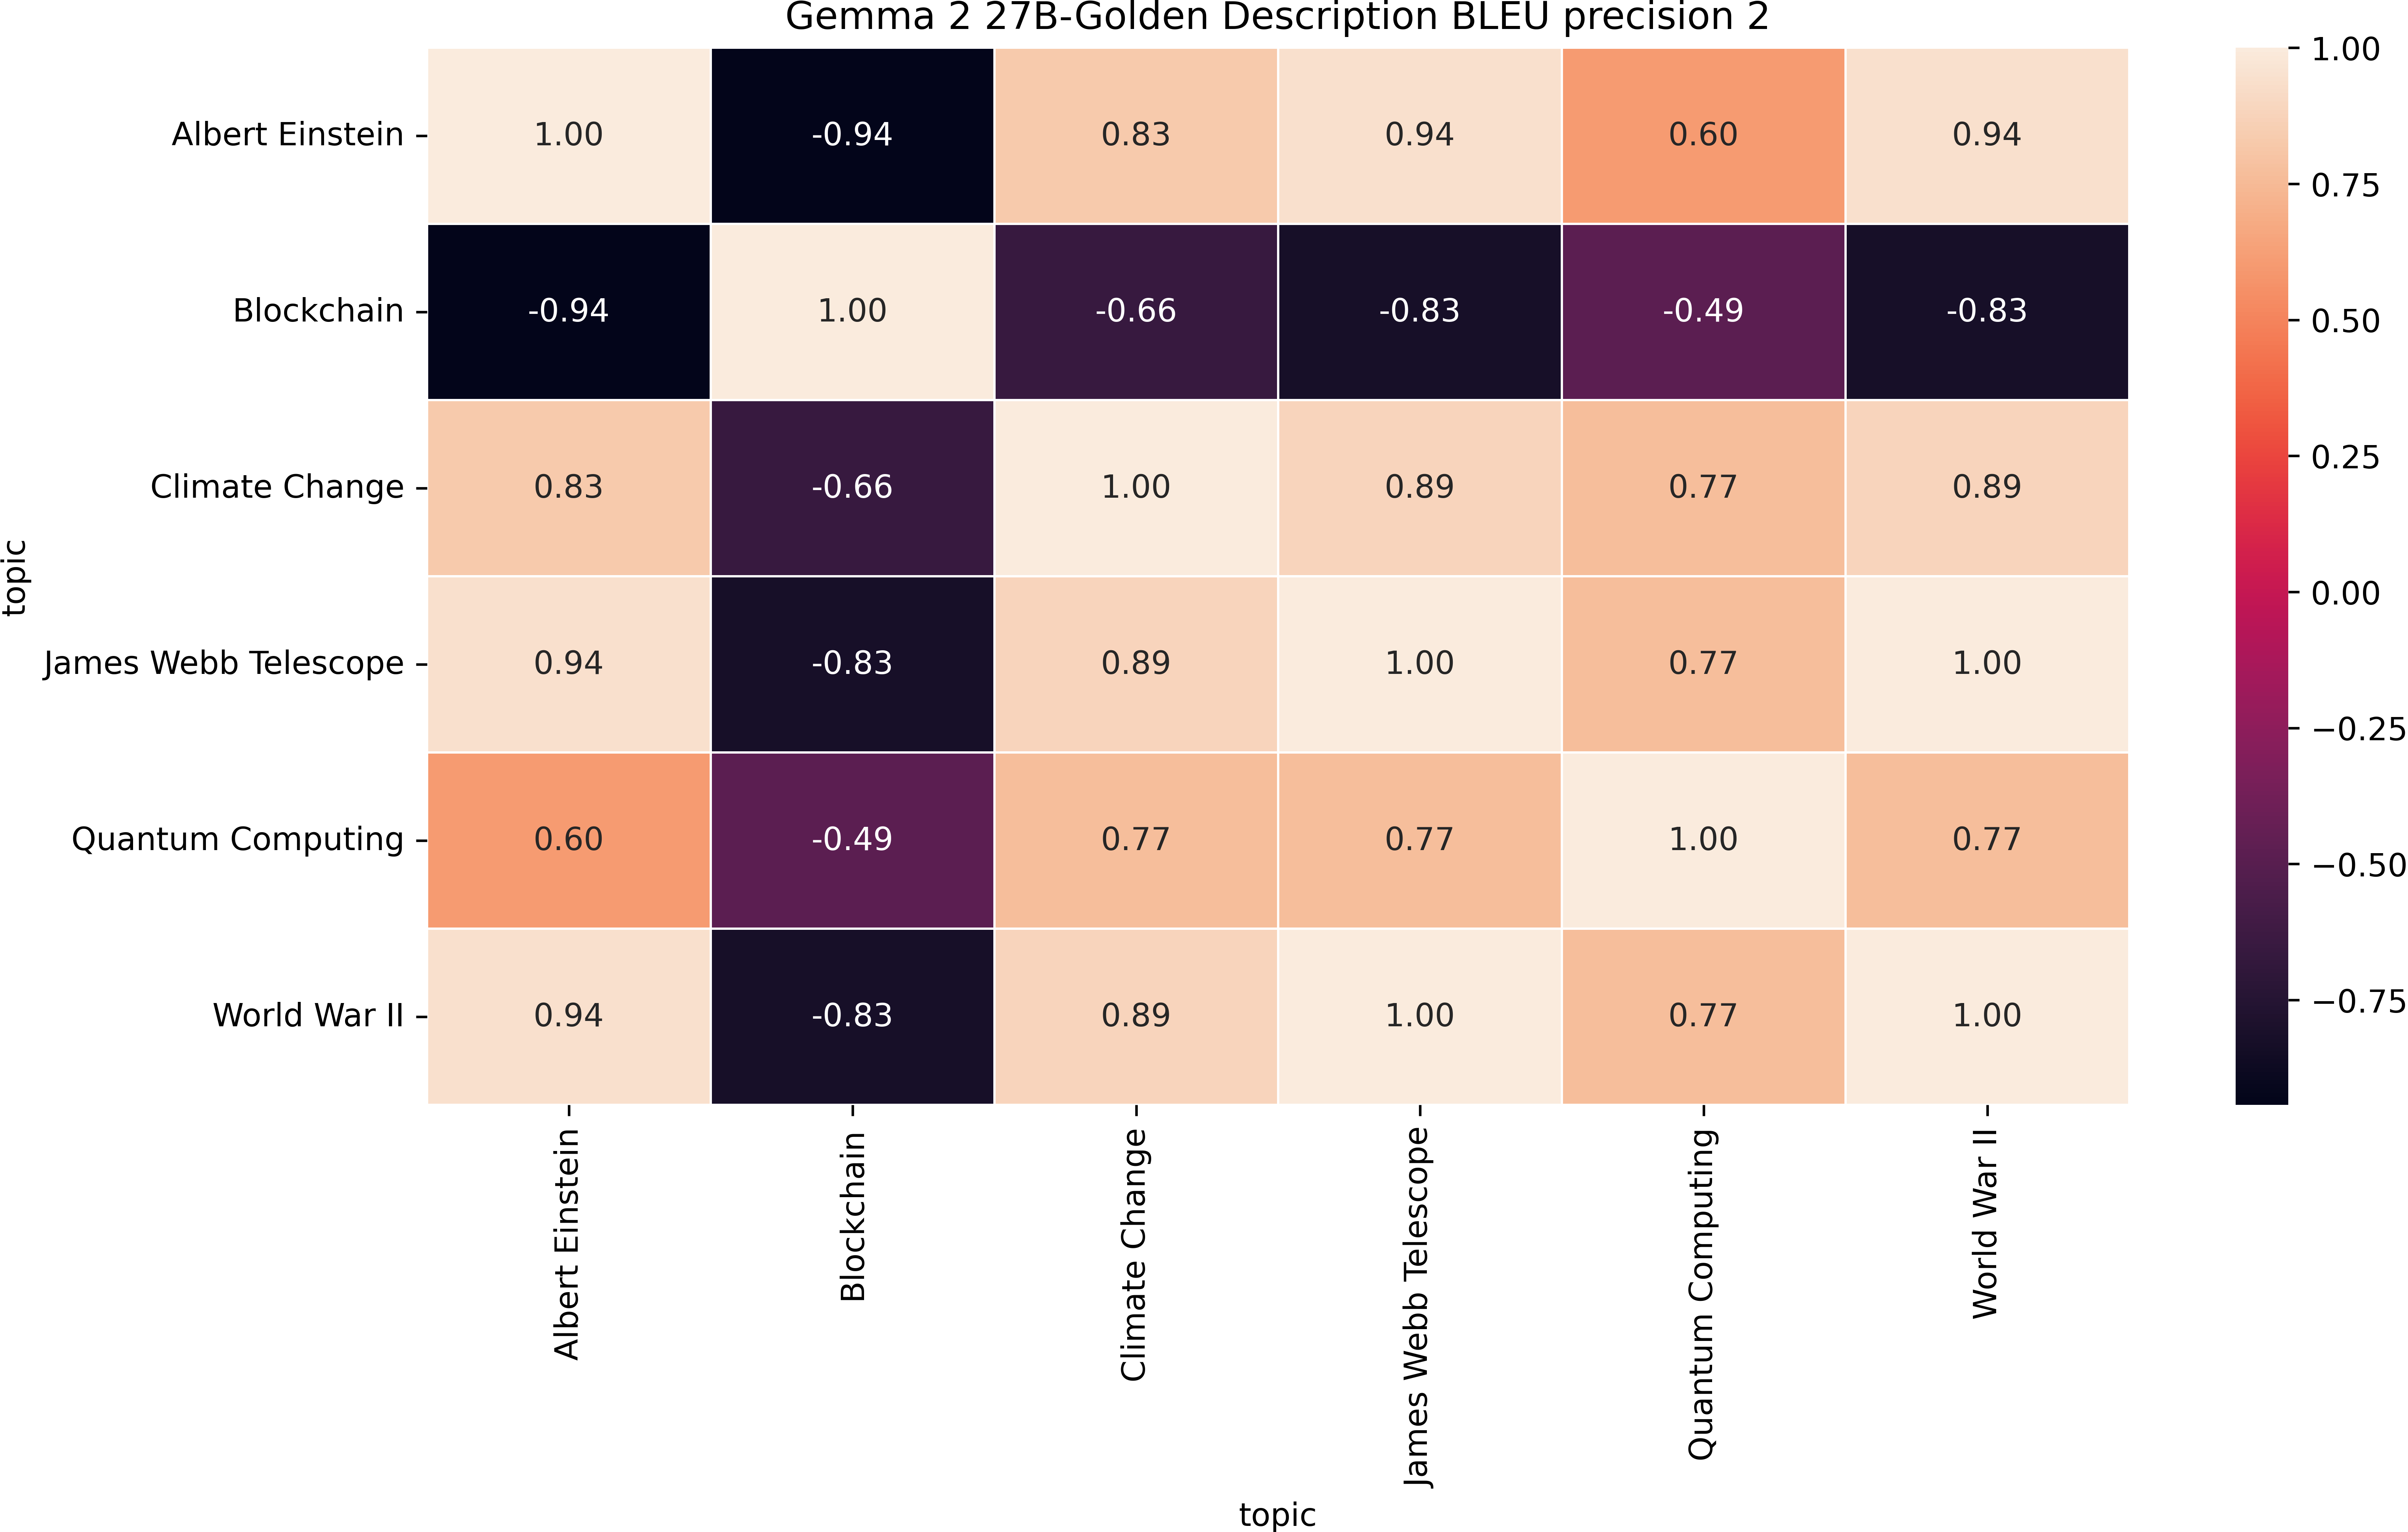 Gemma 2 27B-Golden Description BLEU precision 2
Albert Einstein 1.00 -0.94 0.83 0.94 0.60 0.94
Blockchain -0.94 1.00 -0.66 -0.83 -0.49 -0.83
Climate Change 0.83 -0.66 1.00 0.89 0.77 0.89
James Webb Telescope 0.94 -0.83 0.89 1.00 0.77 1.00
Quantum Computing 0.60 -0.49 0.77 0.77 1.00 0.77
World War II 0.94 -0.83 0.89 1.00 0.77 1.00
topic
Albert Einstein
Blockchain
Climate Change
James Webb Telescope
Quantum Computing
World War II
topic
1.00
0.75
0.50
0.25
0.00
−0.25
−0.50
−0.75